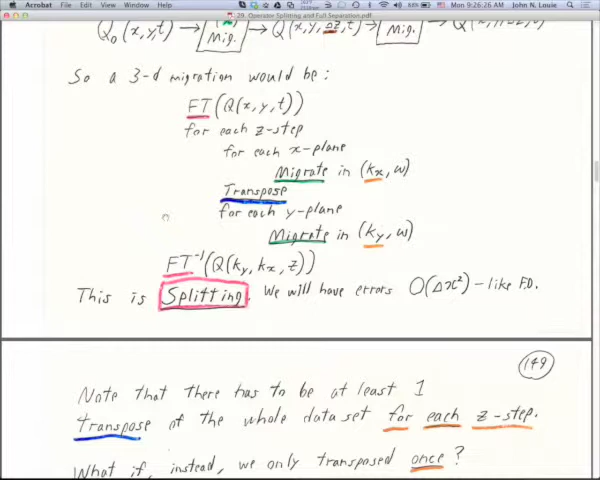 Acrobat File Edit View Window Help
Mon 9:26:26 AM John N. Louie
29. Operator Splitting and Full Separation.pdf
Q₀(x,y,t) → Mig. → Q(x,y,Δz,t) → Mig.
So a 3-d migration would be:
FT(Q(x,y,t))
for each z-step
for each x-plane
Migrate in (kx,ω)
Transpose
for each y-plane
Migrate in (ky,ω)
FT⁻¹(Q(ky,kx,z))
This is Splitting. We will have errors O(Δx²) - like F.D.
149
Note that there has to be at least 1
transpose of the whole data set for each z-step.
What if, instead, we only transposed once?